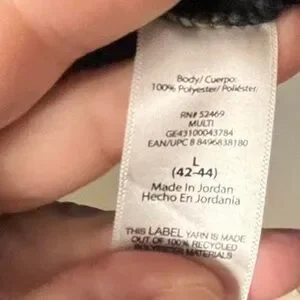 Body/Cuerpo:
100% Polyester/Poliéster
RN# 52469
MULTI
GE43100043784
EAN/UPC B 8496838180
L
(42-44)
Made In Jordan
Hecho En Jordania
THIS LABEL YARN IS MADE
OUT OF 100% RECYCLED
POLYESTER MATERIALS